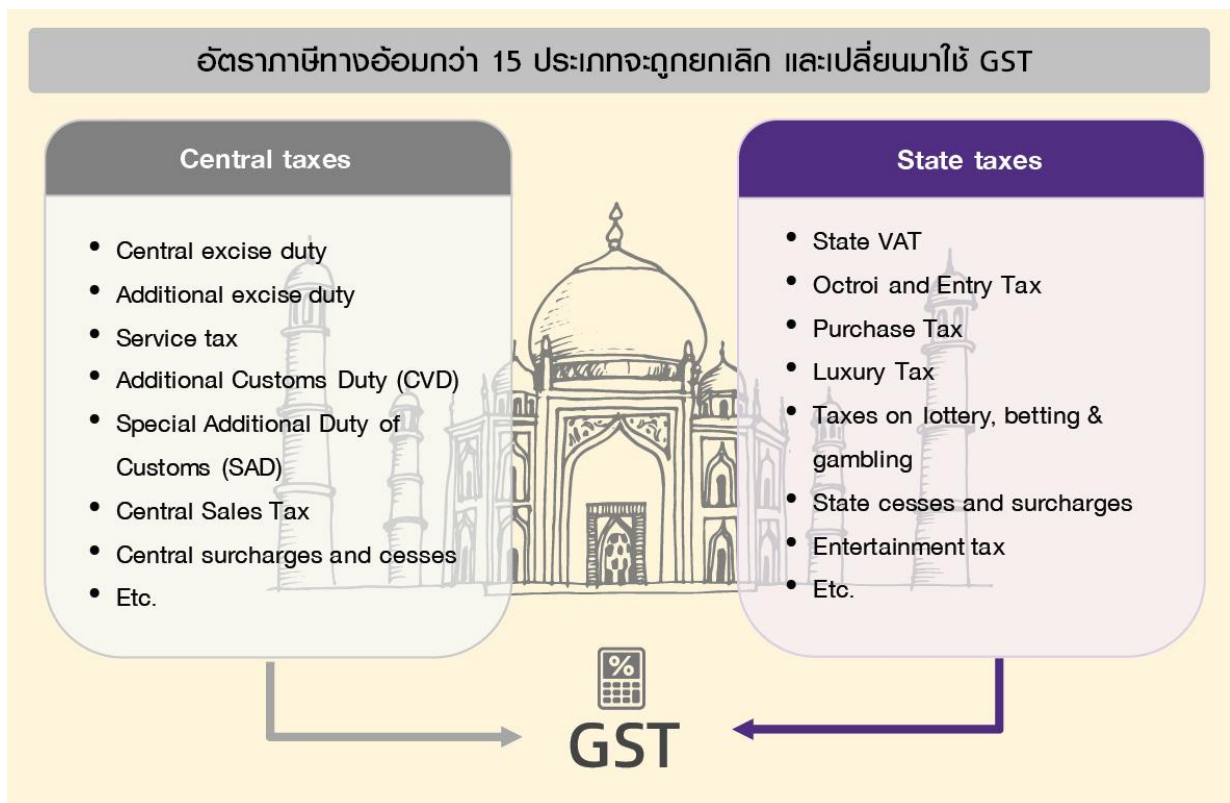 อัตราภาษีทางอ้อมกว่า 15 ประเภทจะถูกยกเลิก และเปลี่ยนมาใช้ GST
Central taxes
• Central excise duty
• Additional excise duty
• Service tax
• Additional Customs Duty (CVD)
• Special Additional Duty of
Customs (SAD)
• Central Sales Tax
• Central surcharges and cesses
• Etc.
State taxes
• State VAT
• Octroi and Entry Tax
• Purchase Tax
• Luxury Tax
• Taxes on lottery, betting &
gambling
• State cesses and surcharges
• Entertainment tax
• Etc.
%
GST